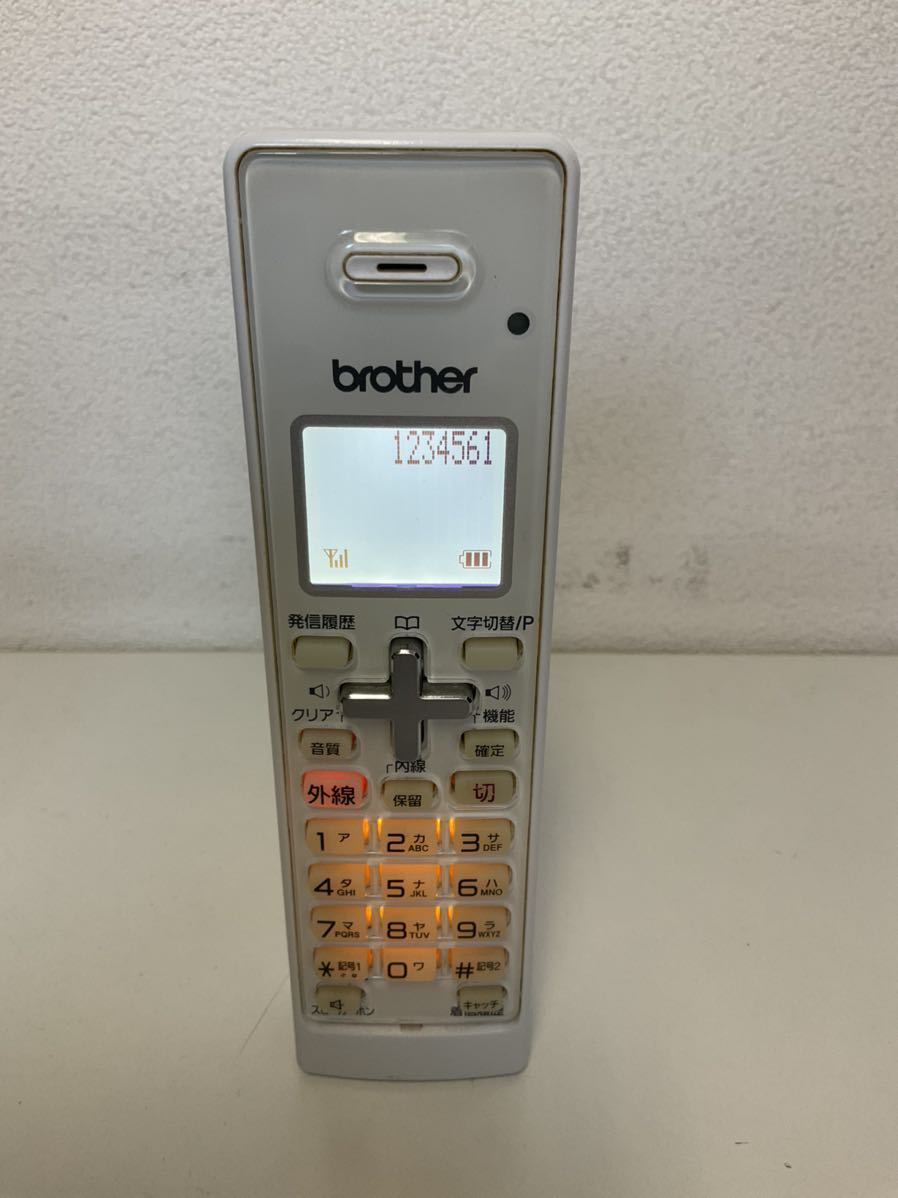 brother
1234561
発信履歴 文字切替/P
クリア 機能
音質 確定
内線
外線 保留 切
1 ア 2 カ ABC 3 サ DEF
4 タ GHI 5 ナ JKL 6 ハ MNO
7 マ PQRS 8 ヤ TUV 9 ラ WXYZ
* 記号1 0 ワ # 記号2
キャッチ